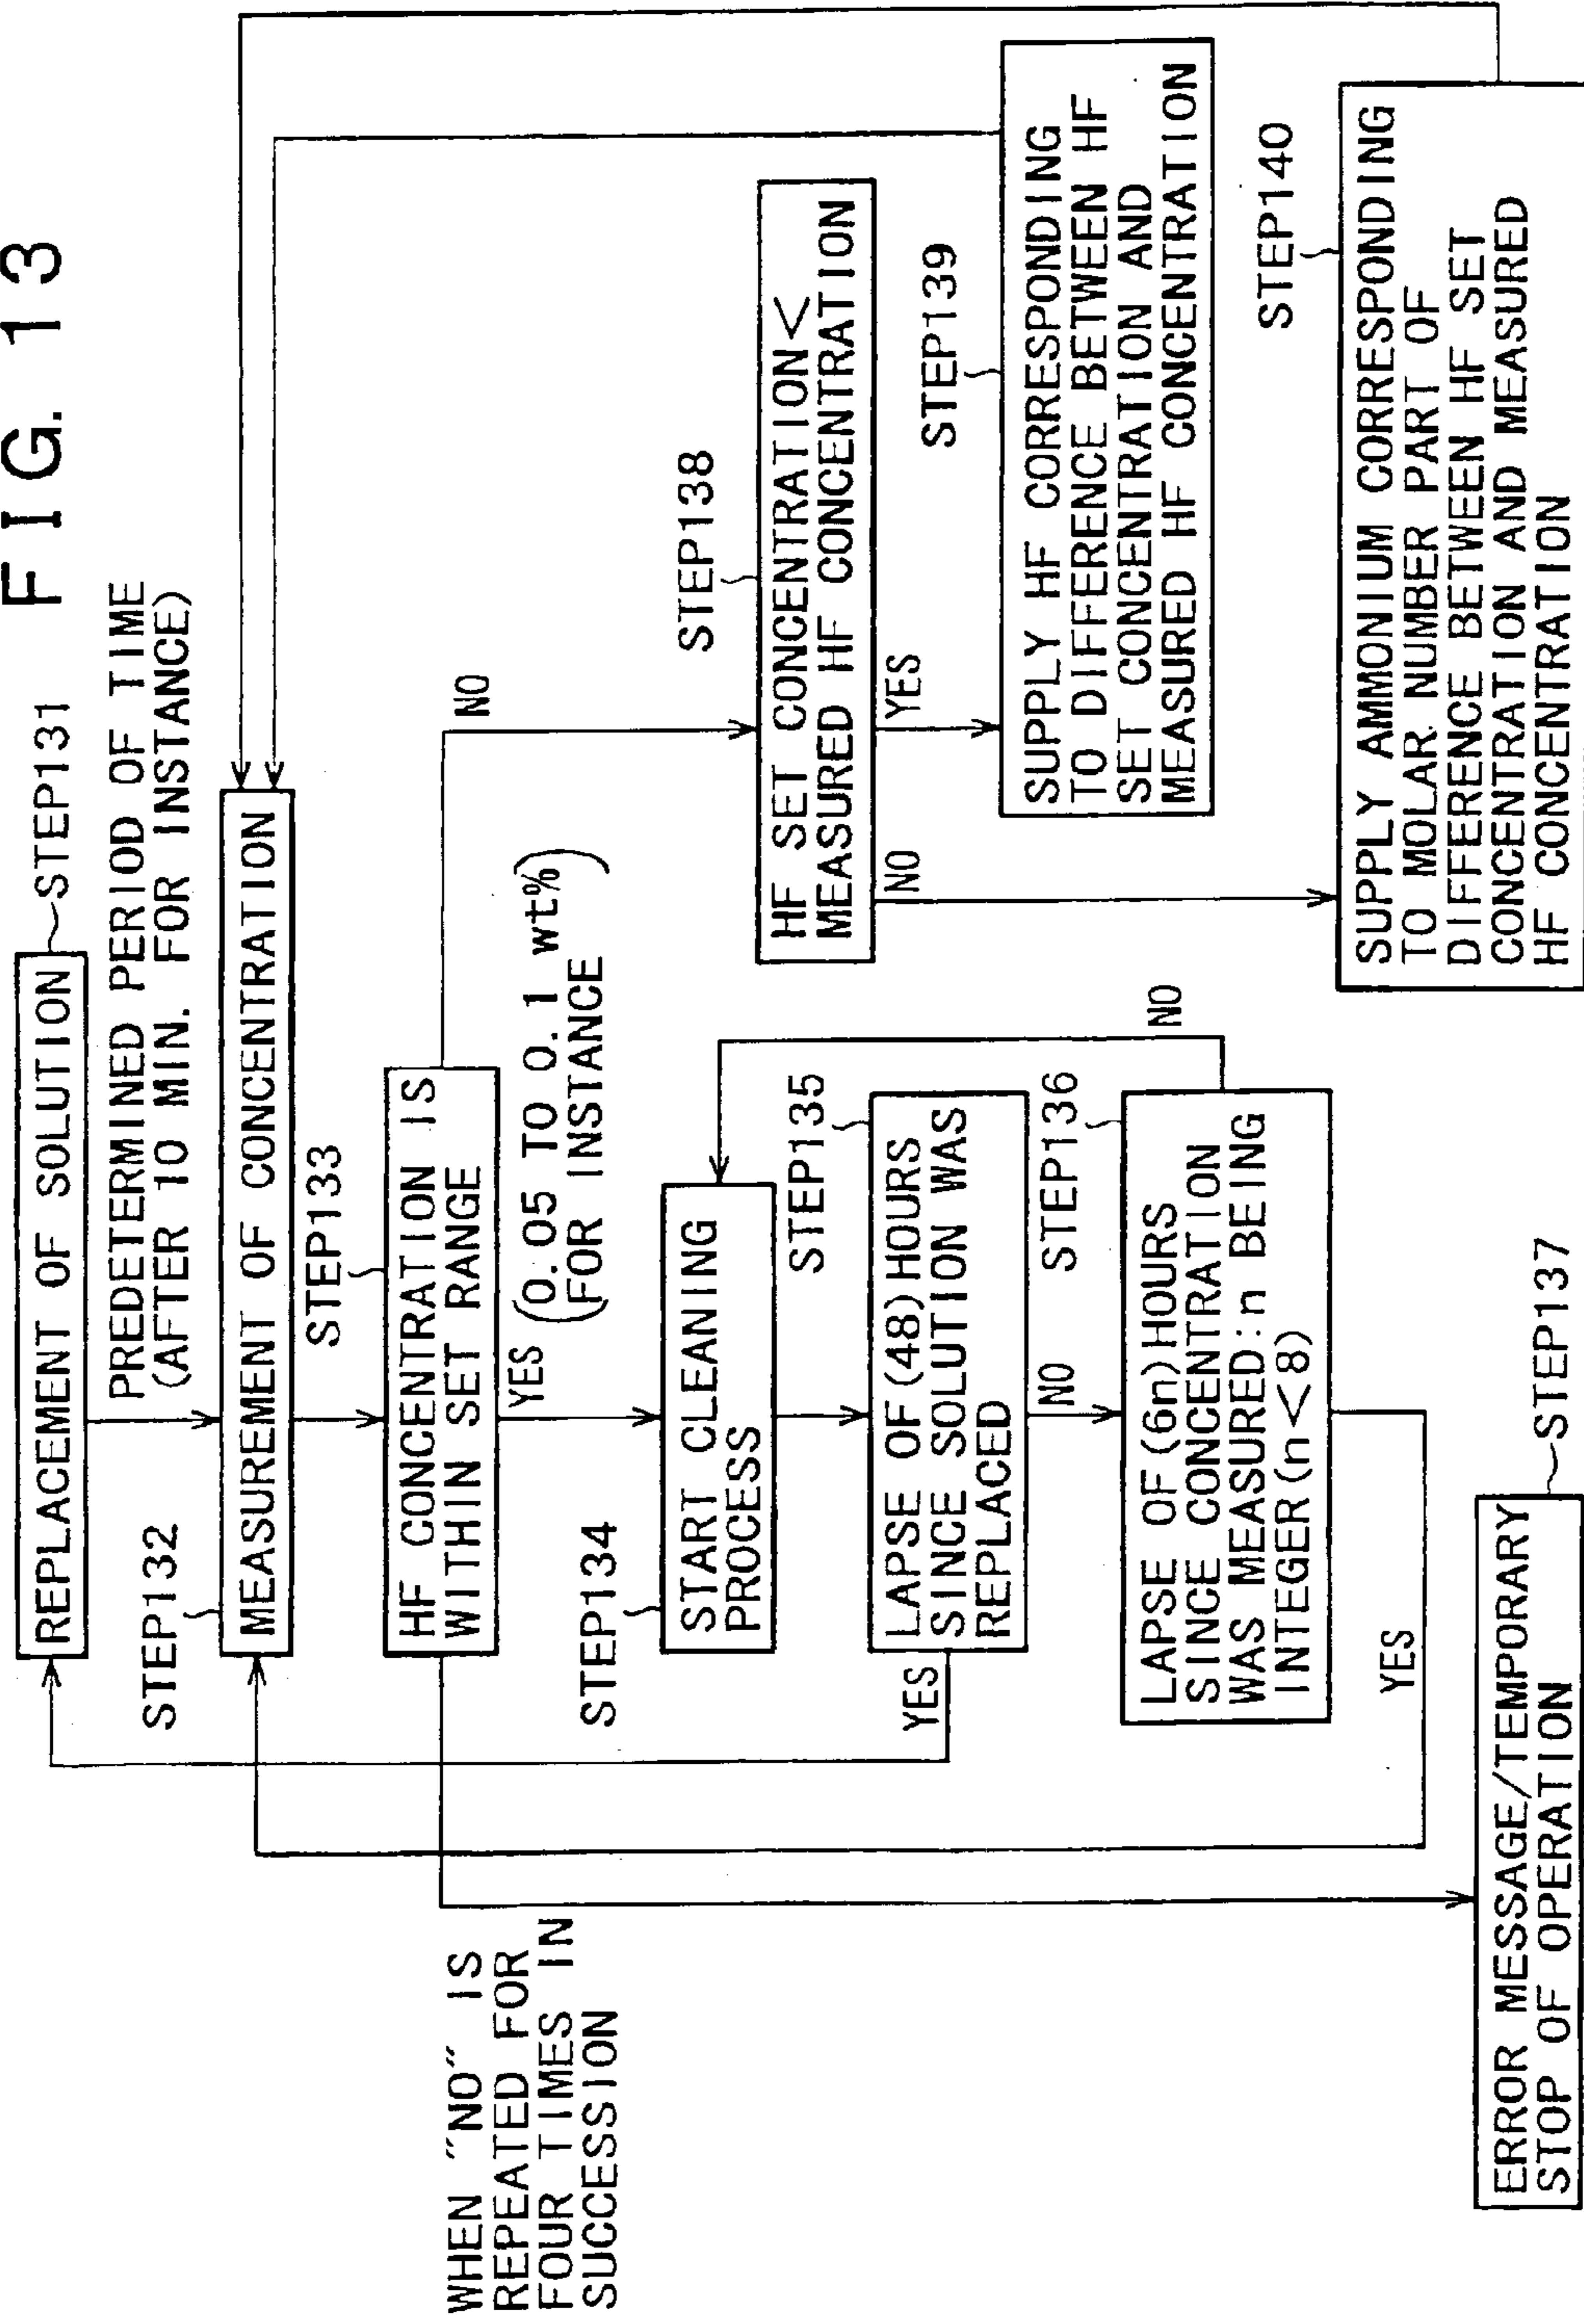 FIG. 13
REPLACEMENT OF SOLUTION
STEP131
PREDETERMINED PERIOD OF TIME
(AFTER 10 MIN. FOR INSTANCE)
STEP132
MEASUREMENT OF CONCENTRATION
STEP133
HF CONCENTRATION IS
WITHIN SET RANGE
NO
YES
(0.05 TO 0.1 wt%)
(FOR INSTANCE
WHEN "NO" IS
REPEATED FOR
FOUR TIMES IN
SUCCESSION
STEP134
START CLEANING
PROCESS
STEP135
LAPSE OF (48) HOURS
SINCE SOLUTION WAS
REPLACED
YES
NO
STEP136
LAPSE OF (6n) HOURS
SINCE CONCENTRATION
WAS MEASURED:n BEING
INTEGER (n<8)
NO
YES
STEP137
ERROR MESSAGE/TEMPORARY
STOP OF OPERATION
STEP138
HF SET CONCENTRATION<
MEASURED HF CONCENTRATION
NO
YES
STEP139
SUPPLY HF CORRESPONDING
TO DIFFERENCE BETWEEN HF
SET CONCENTRATION AND
MEASURED HF CONCENTRATION
STEP140
SUPPLY AMMONIUM CORRESPONDING
TO MOLAR NUMBER PART OF
DIFFERENCE BETWEEN HF SET
CONCENTRATION AND MEASURED
HF CONCENTRATION